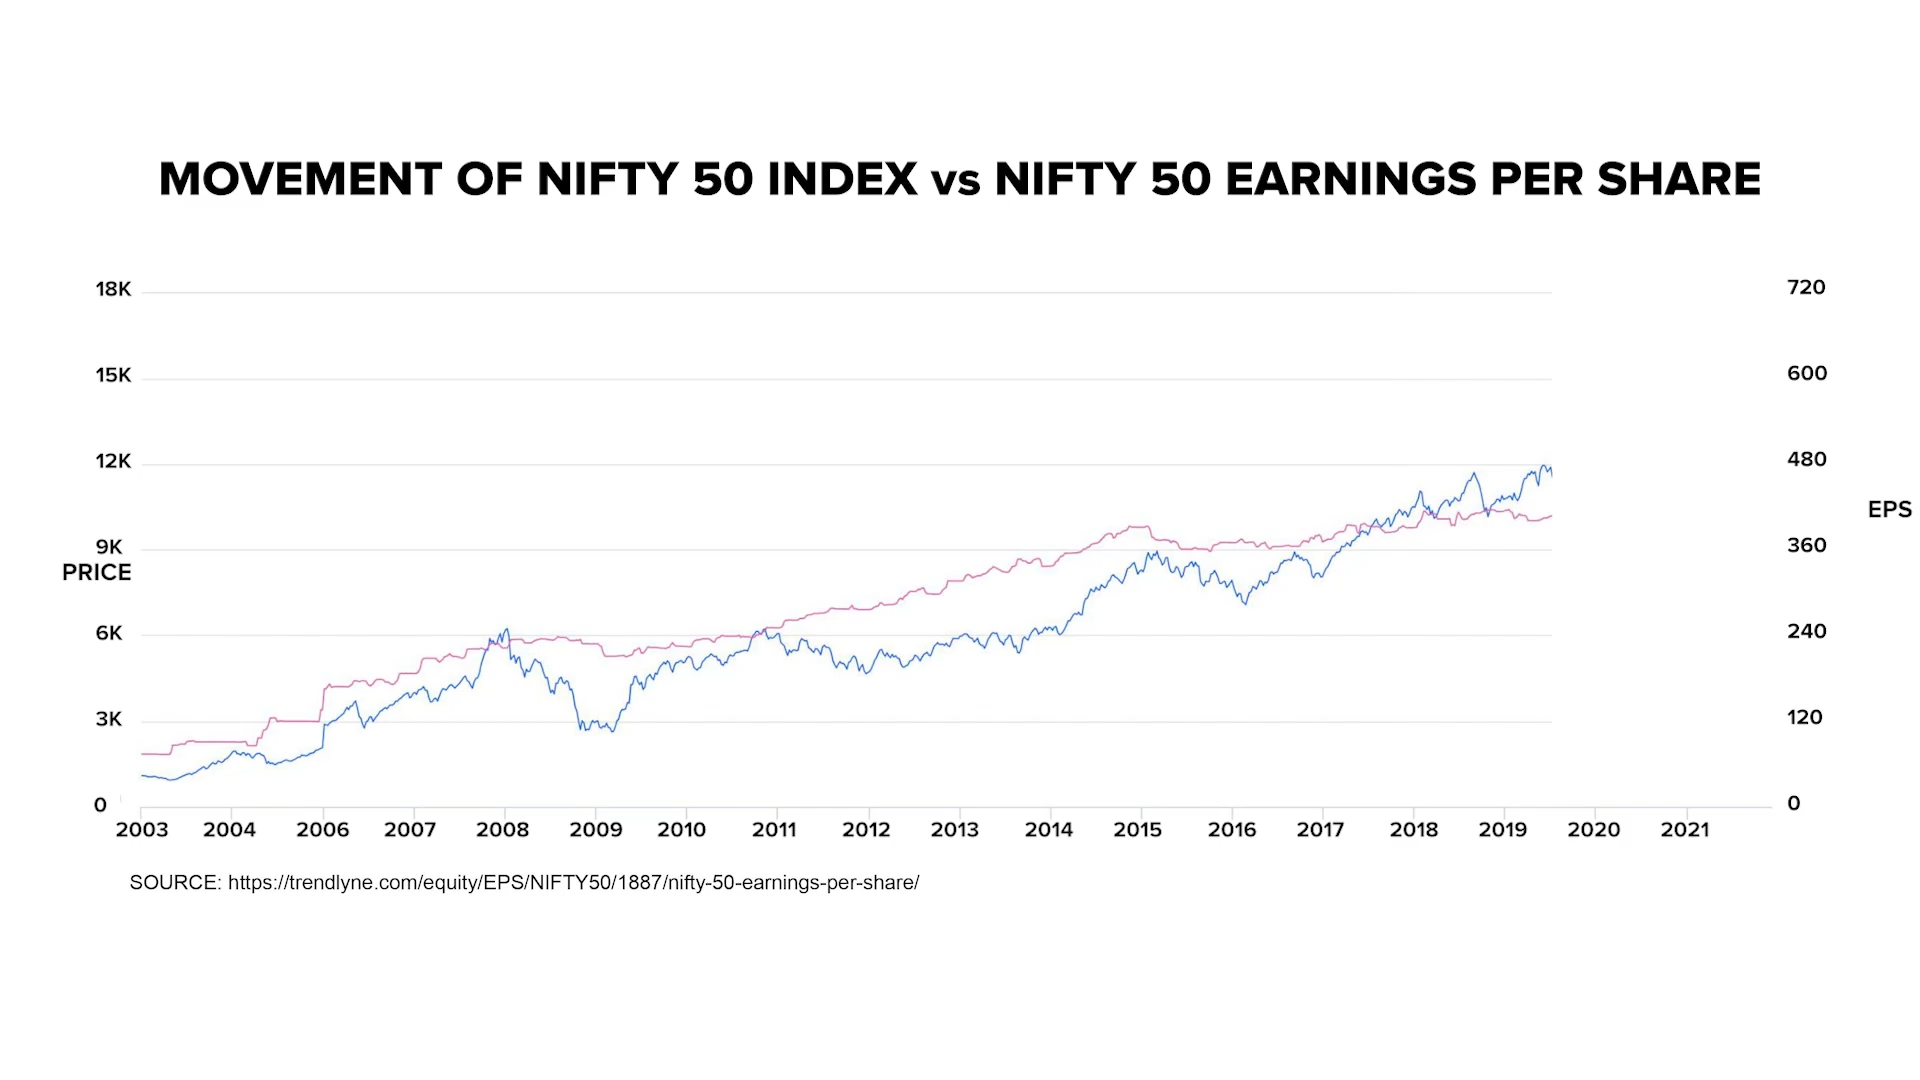 MOVEMENT OF NIFTY 50 INDEX vs NIFTY 50 EARNINGS PER SHARE
18K
720
15K
600
12K
480
EPS
9K
360
PRICE
6K
240
3K
120
0
0
2003 2004 2006 2007 2008 2009 2010 2011 2012 2013 2014 2015 2016 2017 2018 2019 2020 2021
SOURCE: https://trendlyne.com/equity/EPS/NIFTY50/1887/nifty-50-earnings-per-share/